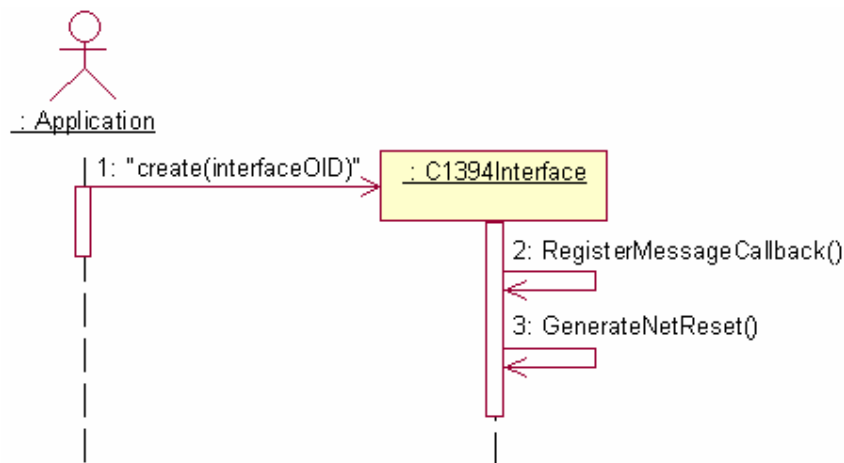 : Application
1: "create(interfaceOID)"
: C1394Interface
2: RegisterMessageCallback()
3: GenerateNetReset()